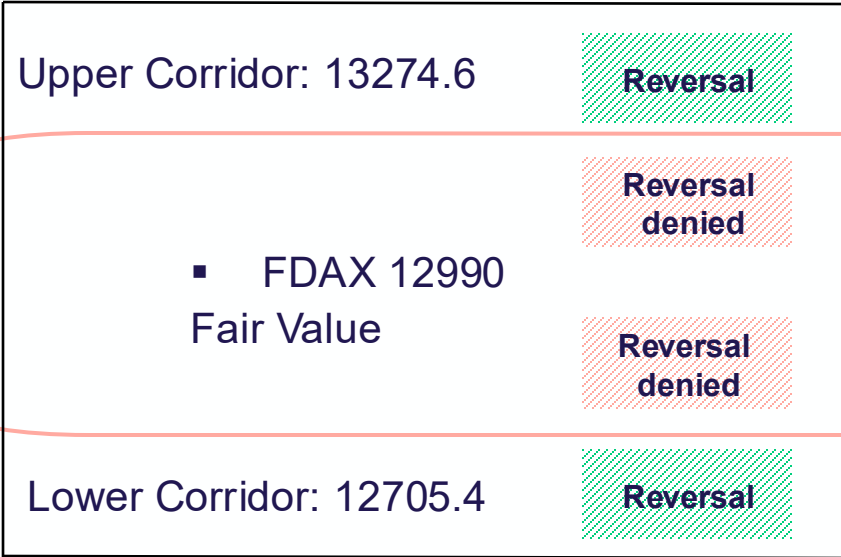 Upper Corridor: 13274.6
Reversal
Reversal
denied
▪ FDAX 12990
Fair Value
Reversal
denied
Lower Corridor: 12705.4
Reversal